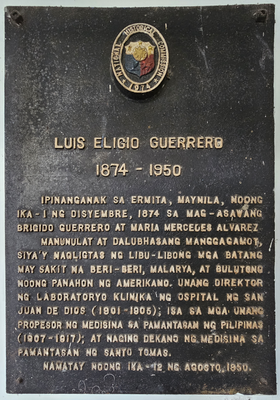 NATIONAL HISTORICAL COMMISSION
1974
LUIS ELIGIO GUERRERO
1874 - 1950
IPINANGANAK SA ERMITA, MAYNILA, NOONG
IKA-1 NG DISYEMBRE, 1874 SA MAG-ASAWANG
BRIGIDO GUERRERO AT MARIA MERCEDES ALVAREZ.
MANUNULAT AT DALUBHASANG MANGGAGAMOT,
SIYA'Y NAGLIGTAS NG LIBU-LIBONG MGA BATANG
MAY SAKIT NA BERI-BERI, MALARYA, AT BULUTONG
NOONG PANAHON NG AMERIKANO. UNANG DIREKTOR
NG LABORATORYO KLINIKA NG OSPITAL NG SAN
JUAN DE DIOS (1901-1905); ISA SA MGA UNANG
PROPESOR NG MEDISINA SA PAMANTASAN NG PILIPINAS
(1907-1917); AT NAGING DEKANO NG MEDISINA SA
PAMANTASAN NG SANTO TOMAS.
NAMATAY NOONG IKA-12 NG AGOSTO, 1950.